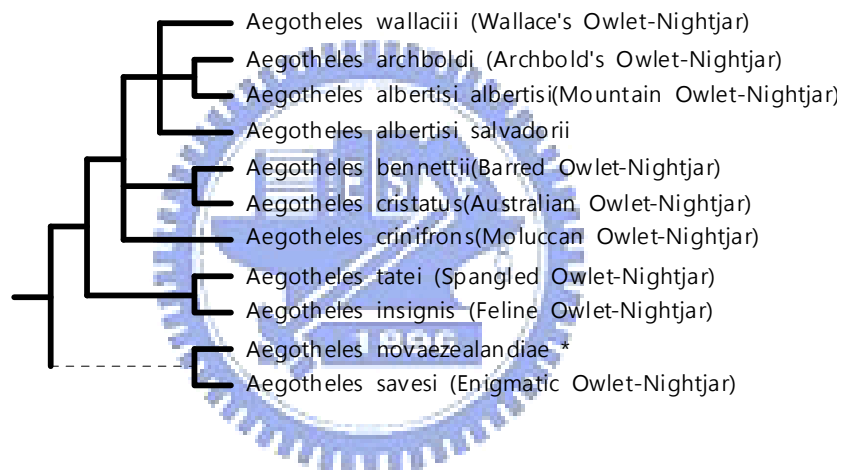 Aegotheles wallaciii (Wallace's Owlet-Nightjar)
Aegotheles archboldi (Archbold's Owlet-Nightjar)
Aegotheles albertisi albertisi(Mountain Owlet-Nightjar)
Aegotheles albertisi salvadorii
Aegotheles bennettii(Barred Owlet-Nightjar)
Aegotheles cristatus(Australian Owlet-Nightjar)
Aegotheles crinifrons(Moluccan Owlet-Nightjar)
Aegotheles tatei (Spangled Owlet-Nightjar)
Aegotheles insignis (Feline Owlet-Nightjar)
Aegotheles novaezealandiae *
Aegotheles savesi (Enigmatic Owlet-Nightjar)